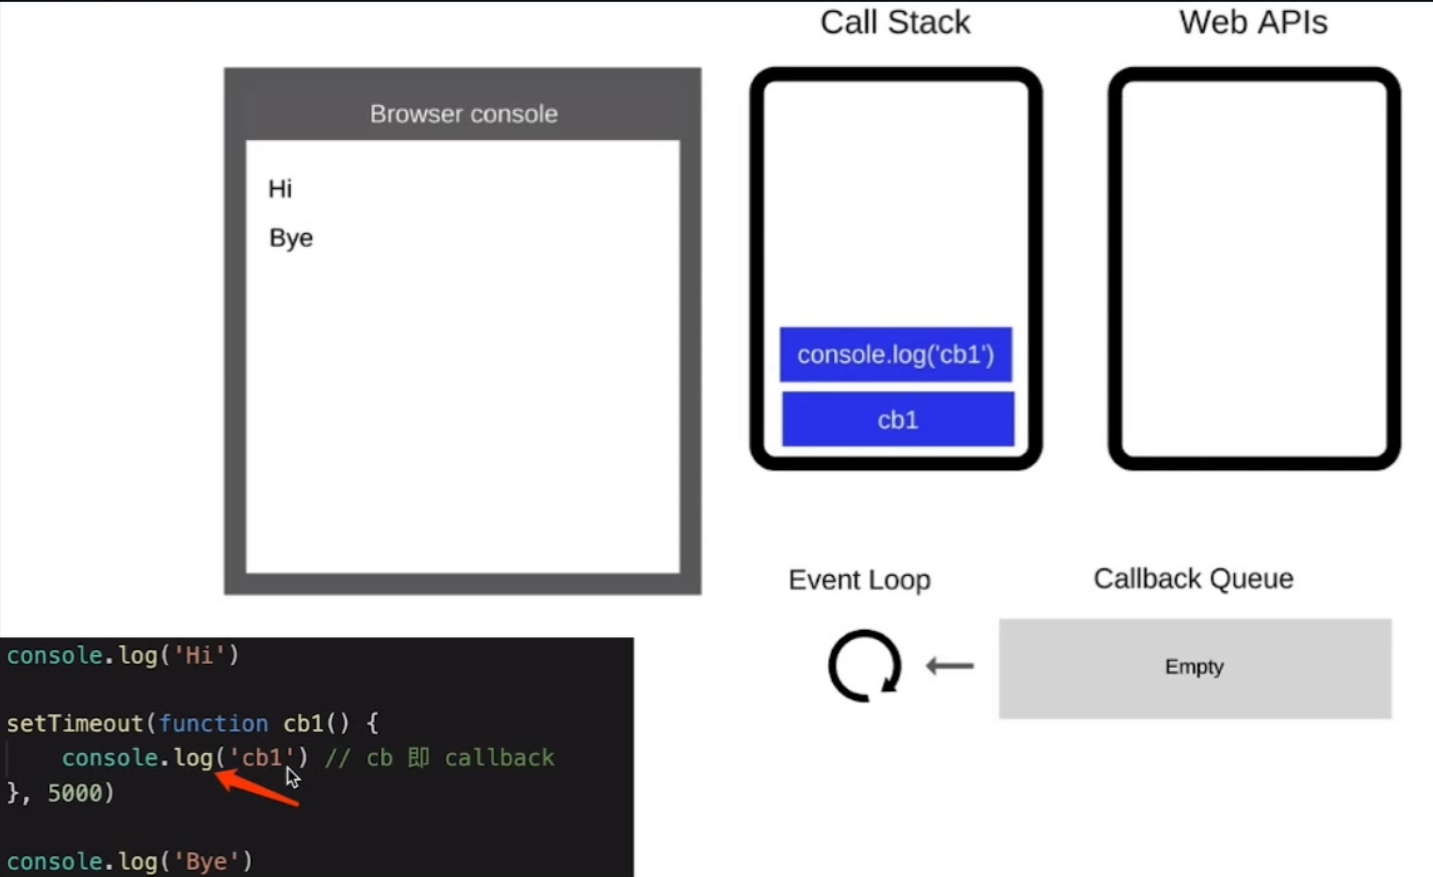 Call Stack
Web APIs
Browser console
Hi
Bye
console.log('cb1')
cb1
Event Loop
Callback Queue
Empty
console.log('Hi')
setTimeout(function cb1() {
console.log('cb1') // cb 即 callback
}, 5000)
console.log('Bye')